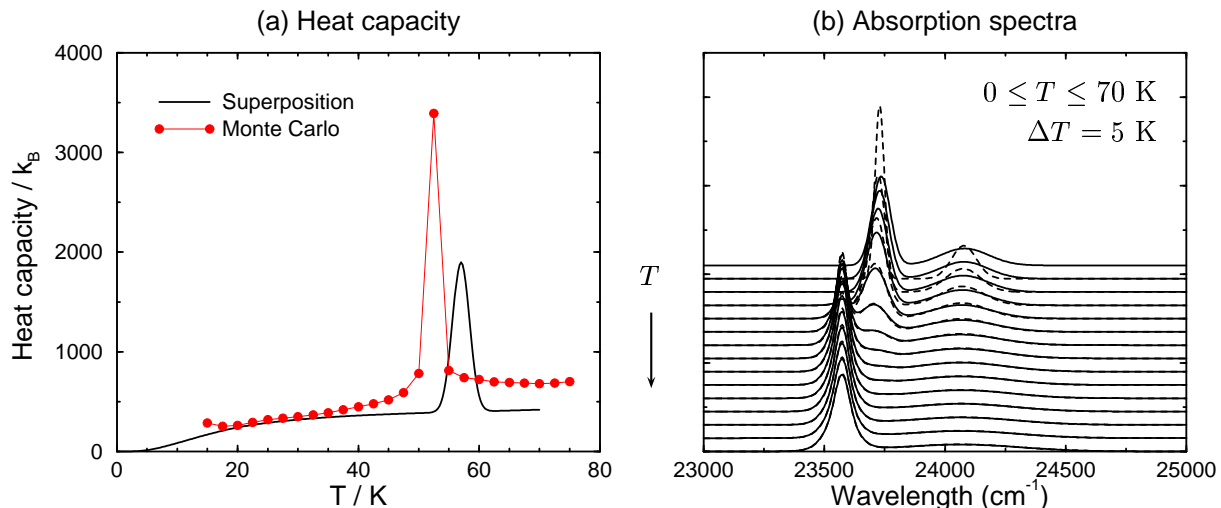 (a) Heat capacity
4000
3000
2000
1000
0
Heat capacity / k_B
Superposition
Monte Carlo
0 20 40 60 80
T / K
(b) Absorption spectra
0 ≤ T ≤ 70 K
ΔT = 5 K
T
23000 23500 24000 24500 25000
Wavelength (cm⁻¹)